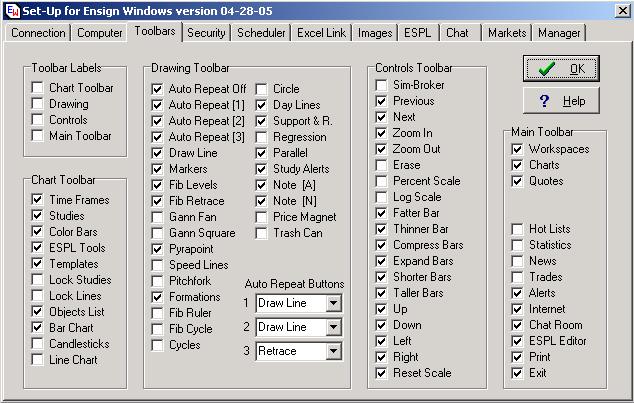 Set-Up for Ensign Windows version 04-28-05
Connection Computer Toolbars Security Scheduler Excel Link Images ESPL Chat Markets Manager
Toolbar Labels
Chart Toolbar
Drawing
Controls
Main Toolbar
Chart Toolbar
Time Frames
Studies
Color Bars
ESPL Tools
Templates
Lock Studies
Lock Lines
Objects List
Bar Chart
Candlesticks
Line Chart
Drawing Toolbar
Auto Repeat Off
Auto Repeat [1]
Auto Repeat [2]
Auto Repeat [3]
Draw Line
Markers
Fib Levels
Fib Retrace
Gann Fan
Gann Square
Pyrapoint
Speed Lines
Pitchfork
Formations
Fib Ruler
Fib Cycle
Cycles
Circle
Day Lines
Support & R.
Regression
Parallel
Study Alerts
Note [A]
Note [N]
Price Magnet
Trash Can
Auto Repeat Buttons
1 Draw Line
2 Draw Line
3 Retrace
Controls Toolbar
Sim-Broker
Previous
Next
Zoom In
Zoom Out
Erase
Percent Scale
Log Scale
Fatter Bar
Thinner Bar
Compress Bars
Expand Bars
Shorter Bars
Taller Bars
Up
Down
Left
Right
Reset Scale
OK
? Help
Main Toolbar
Workspaces
Charts
Quotes
Hot Lists
Statistics
News
Trades
Alerts
Internet
Chat Room
ESPL Editor
Print
Exit